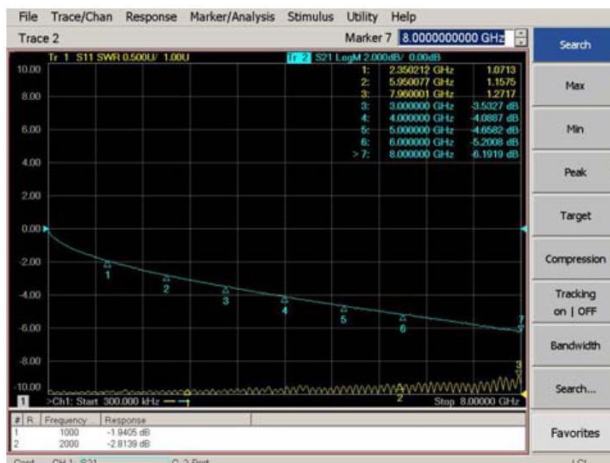 File Trace/Chan Response Marker/Analysis Stimulus Utility Help
Trace 2 Marker 7 8.0000000000 GHz
Tr 1 S11 SWR 0.500U/ 1.00U Tr 2 S21 LogM 2.000dB/ 0.00dB
1: 2.350212 GHz 1.0713
2: 5.950077 GHz 1.1575
3: 7.960001 GHz 1.2717
3: 3.000000 GHz -3.5327 dB
4: 4.000000 GHz -4.0887 dB
5: 5.000000 GHz -4.6582 dB
6: 6.000000 GHz -5.2008 dB
> 7: 8.000000 GHz -6.1919 dB
10.00
8.00
6.00
4.00
2.00
0.00
-2.00
-4.00
-6.00
-8.00
-10.00
1
2
3
4
5
6
7
2
3
1 >Ch1: Start 300.000 kHz Stop 8.00000 GHz
# R Frequency Response
1 1000 -1.9405 dB
2 2000 -2.8139 dB
Search
Max
Min
Peak
Target
Compression
Tracking
on | OFF
Bandwidth
Search...
Favorites